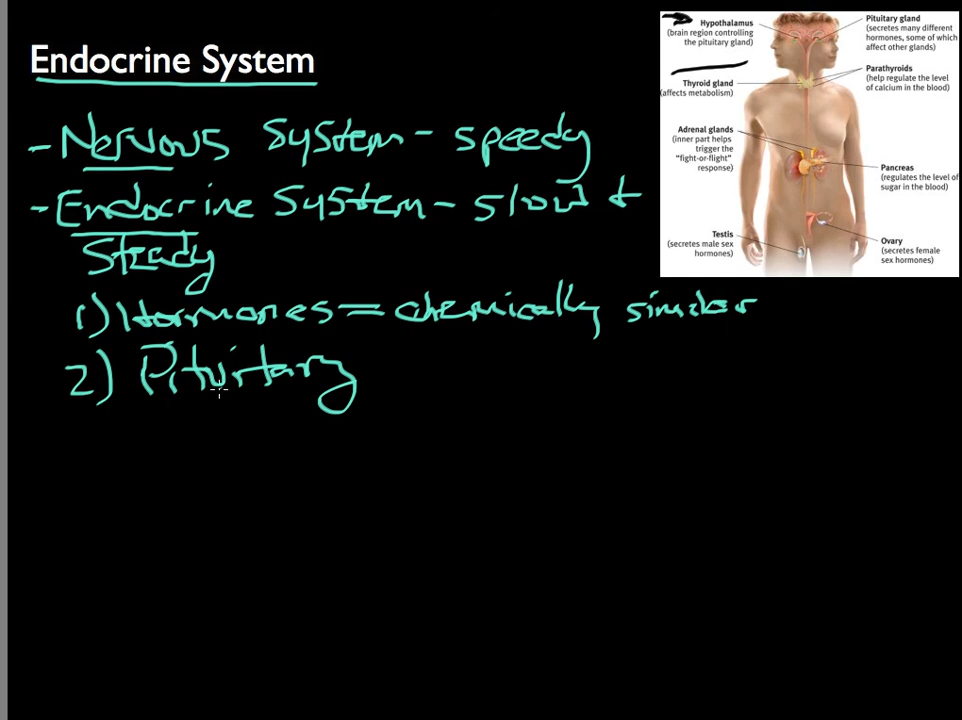 Endocrine System
- Nervous System - speedy
- Endocrine System - slow +
Steady
1) Hormones = chemically similar
2) Pituitary
Hypothalamus
(brain region controlling
the pituitary gland)
Thyroid gland
(affects metabolism)
Adrenal glands
(inner part helps
trigger the
"fight-or-flight"
response)
Testis
(secretes male sex
hormones)
Pituitary gland
(secretes many different
hormones, some of which
affect other glands)
Parathyroids
(help regulate the level
of calcium in the blood)
Pancreas
(regulates the level of
sugar in the blood)
Ovary
(secretes female
sex hormones)